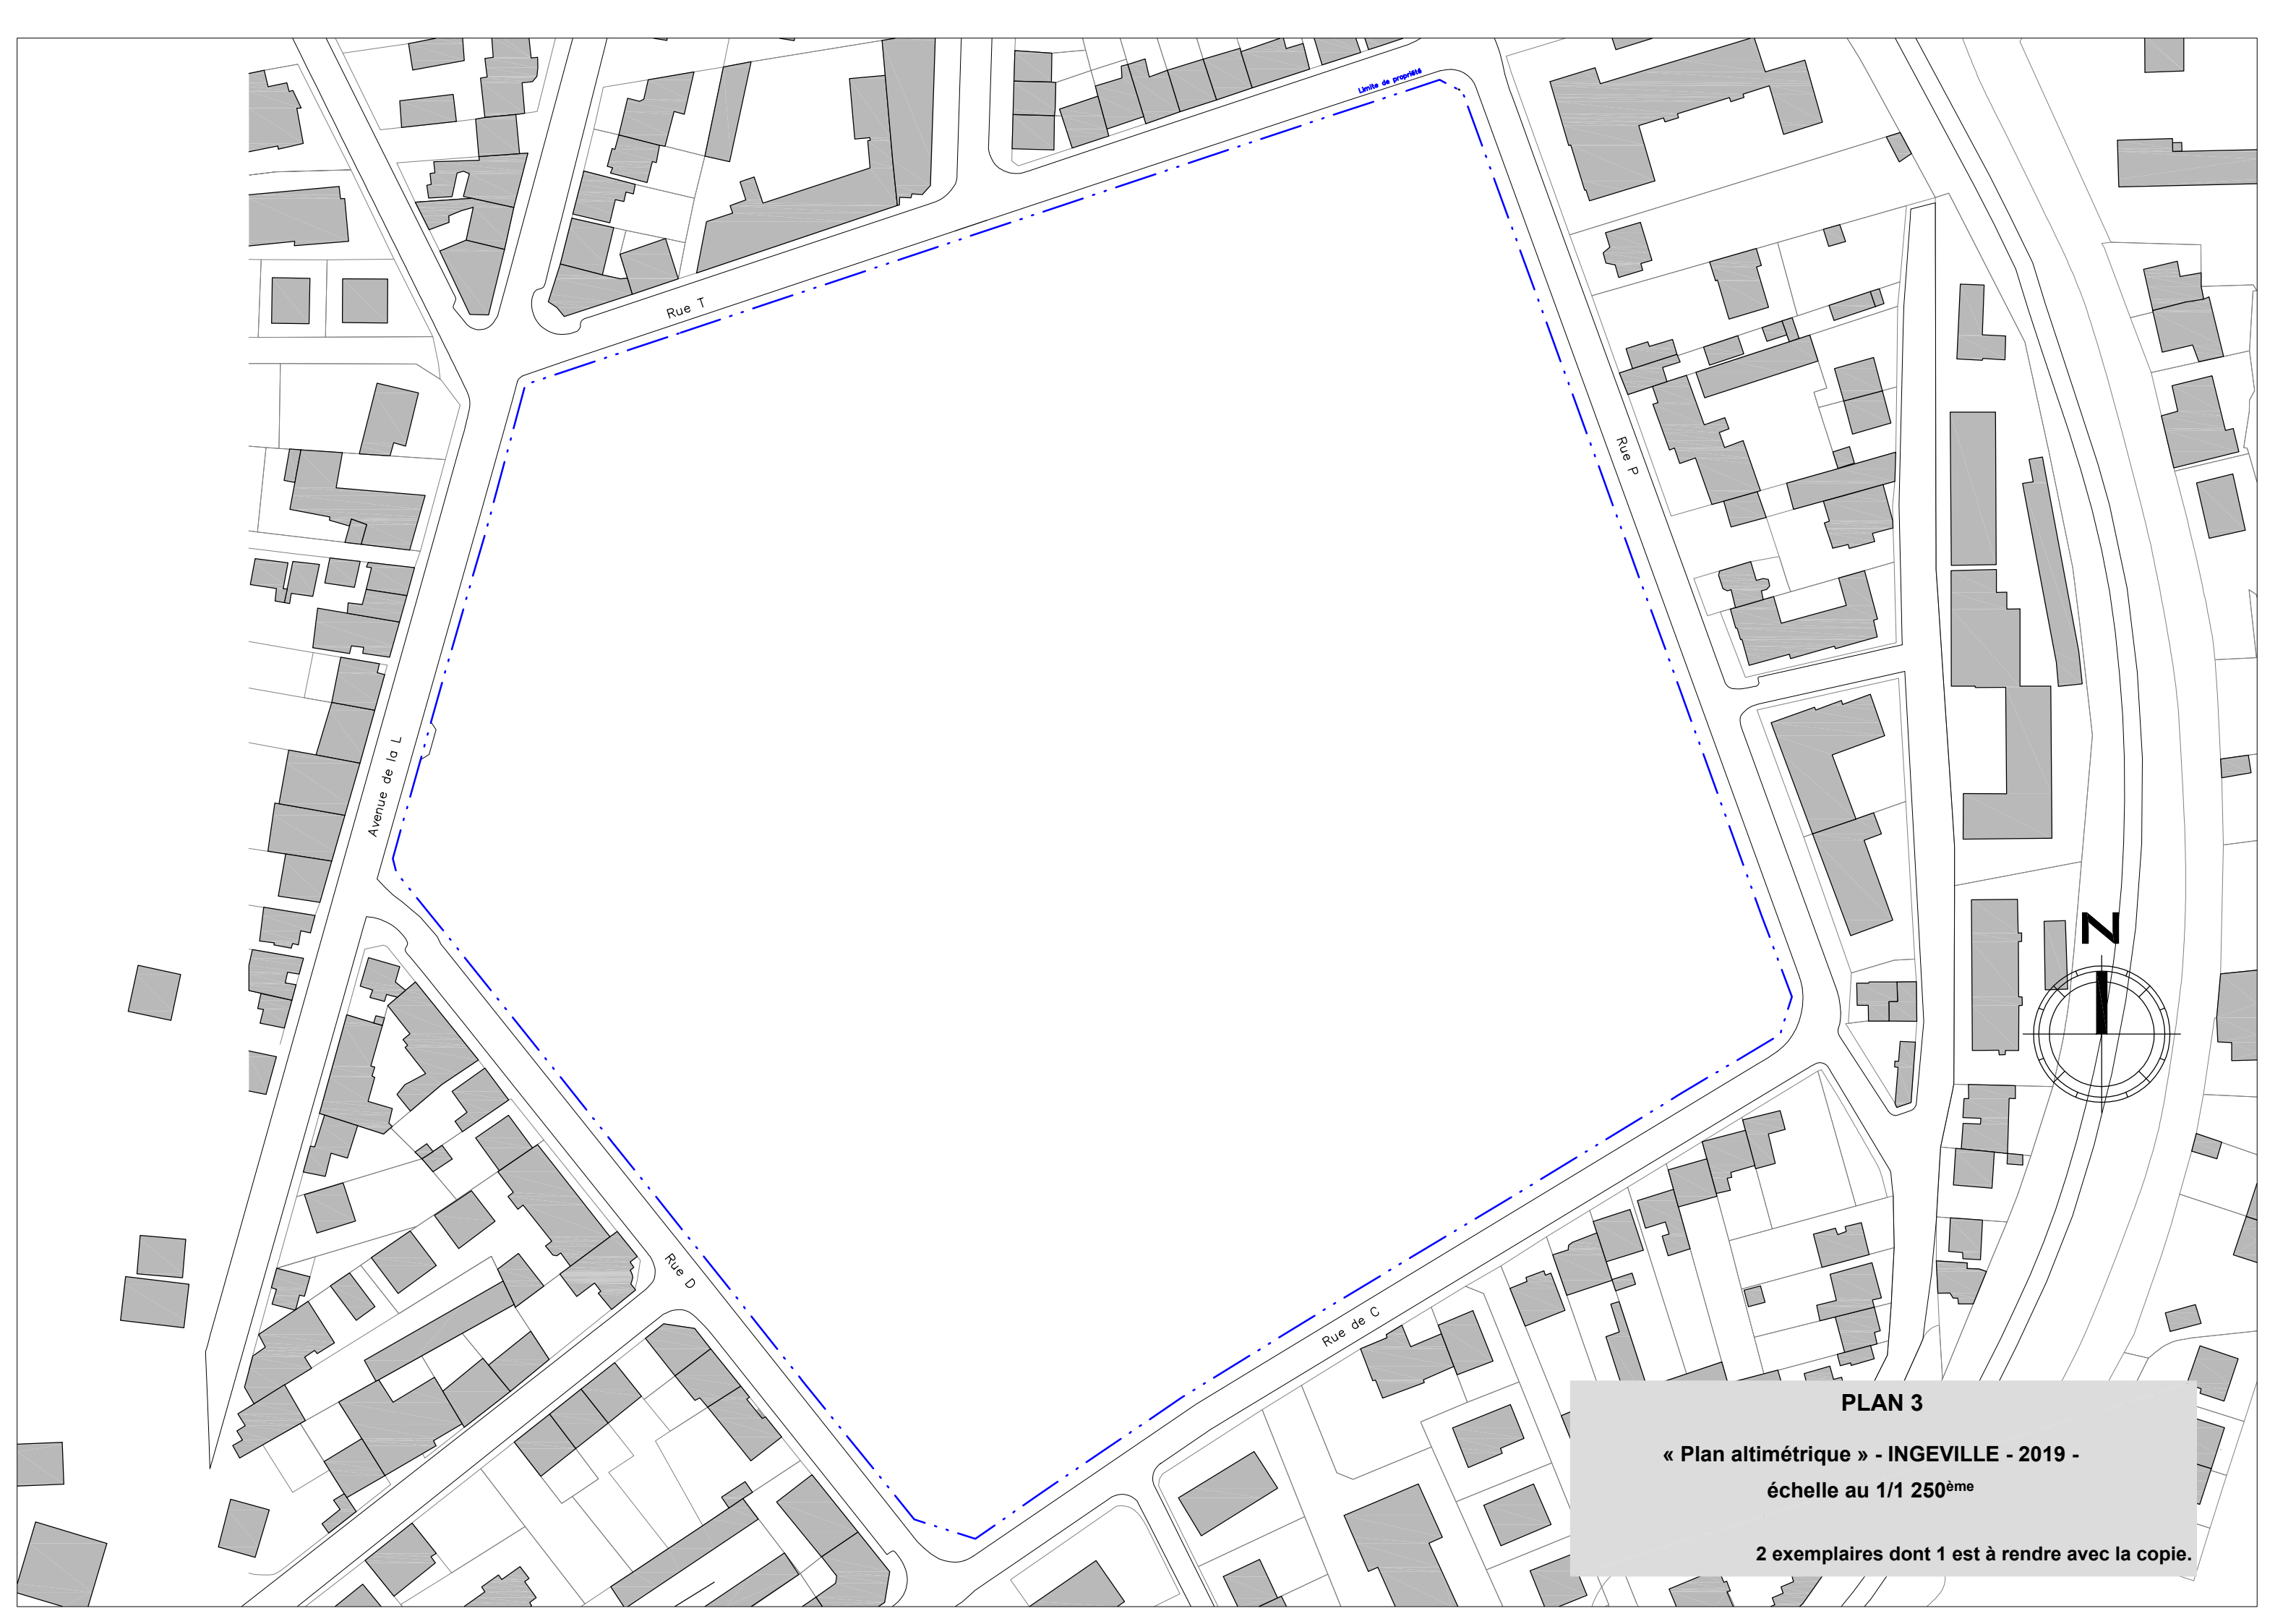 Limite de propriété
Rue T
Rue P
Avenue de la L
N
Rue D
Rue de C
PLAN 3
« Plan altimétrique » - INGEVILLE - 2019 -
échelle au 1/1 250ème
2 exemplaires dont 1 est à rendre avec la copie.